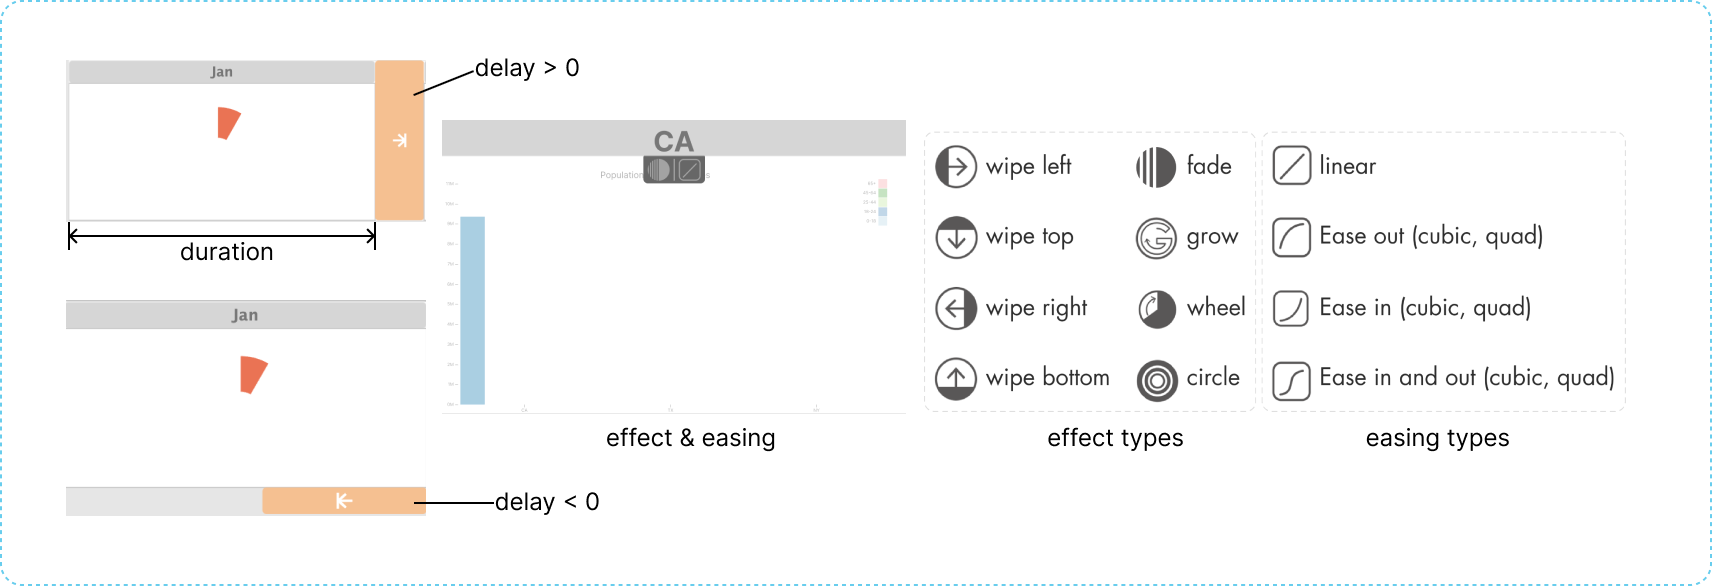 Jan
delay > 0
duration
Jan
delay < 0
CA
Population
s
effect & easing
wipe left
fade
wipe top
grow
wipe right
wheel
wipe bottom
circle
effect types
linear
Ease out (cubic, quad)
Ease in (cubic, quad)
Ease in and out (cubic, quad)
easing types